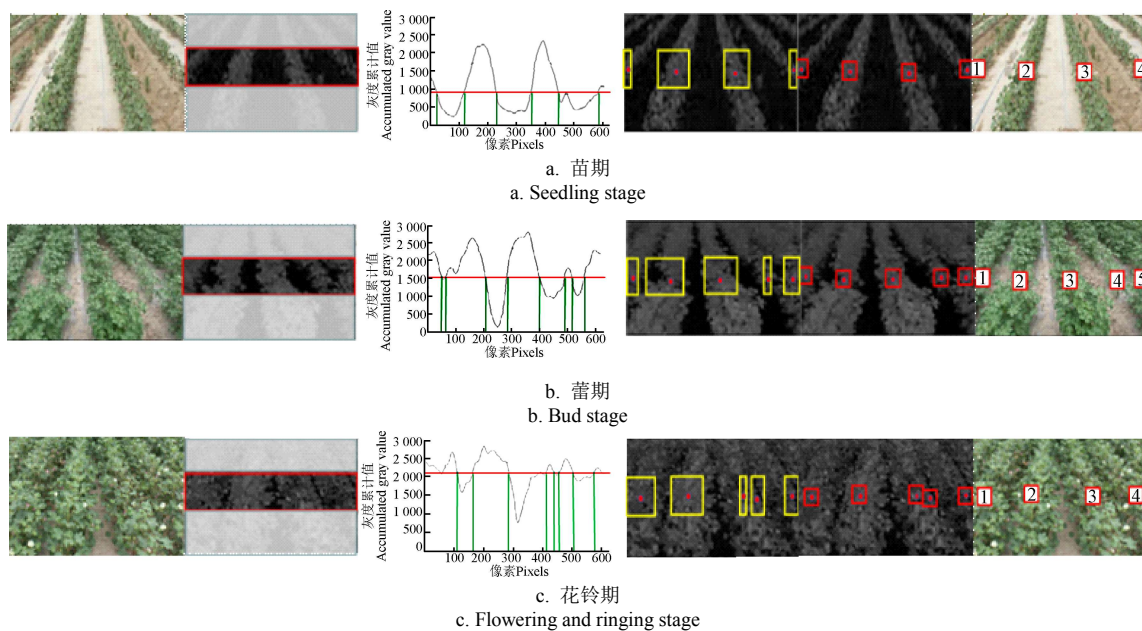 3 000
2 500
2 000
1 500
1 000
500
0
灰度累计值
Accumulated gray value
100 200 300 400 500 600
像素Pixels
1 2 3 4
a. 苗期
a. Seedling stage
3 000
2 500
2 000
1 500
1 000
500
0
灰度累计值
Accumulated gray value
100 200 300 400 500 600
像素Pixels
1 2 3 4 5
b. 蕾期
b. Bud stage
3 000
2 500
2 000
1 500
1 000
500
0
灰度累计值
Accumulated gray value
100 200 300 400 500 600
像素Pixels
1 2 3 4
c. 花铃期
c. Flowering and ringing stage